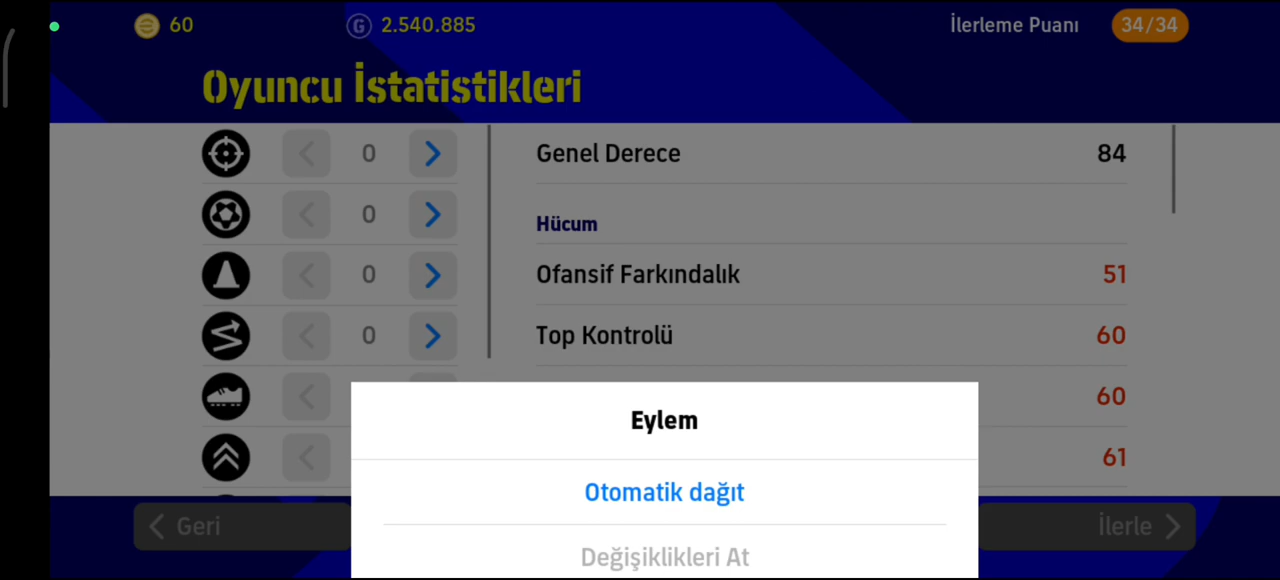 60
2.540.885
İlerleme Puanı
34/34
Oyuncu İstatistikleri
0
Genel Derece 84
0
Hücum
0
Ofansif Farkındalık 51
0
Top Kontrolü 60
60
Eylem
61
Otomatik dağıt
Geri
İlerle
Değişiklikleri At